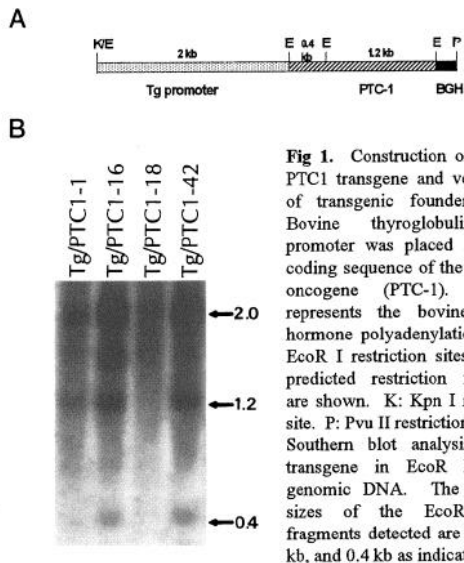 A
K/E E 0.4 E E P
2 kb kb 1.2 kb
Tg promoter PTC-1 BGH
B
Tg/PTC1-1 Tg/PTC1-16 Tg/PTC1-18 Tg/PTC1-42
2.0
1.2
0.4
Fig 1. Construction o
PTC1 transgene and ve
of transgenic founder
Bovine thyroglobuli
promoter was placed
coding sequence of the
oncogene (PTC-1).
represents the bovine
hormone polyadenylatio
EcoR I restriction sites
predicted restriction
are shown. K: Kpn I
site. P: Pvu II restriction
Southern blot analysi
transgene in EcoR
genomic DNA. The
sizes of the EcoR
fragments detected are
kb, and 0.4 kb as indicat